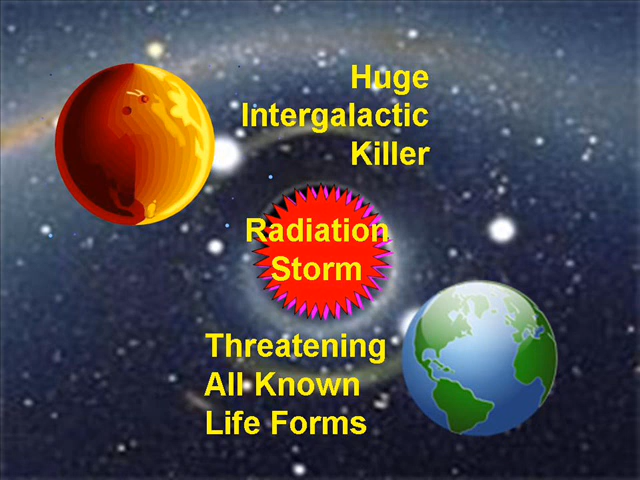 Huge
Intergalactic
Killer
Radiation
Storm
Threatening
All Known
Life Forms